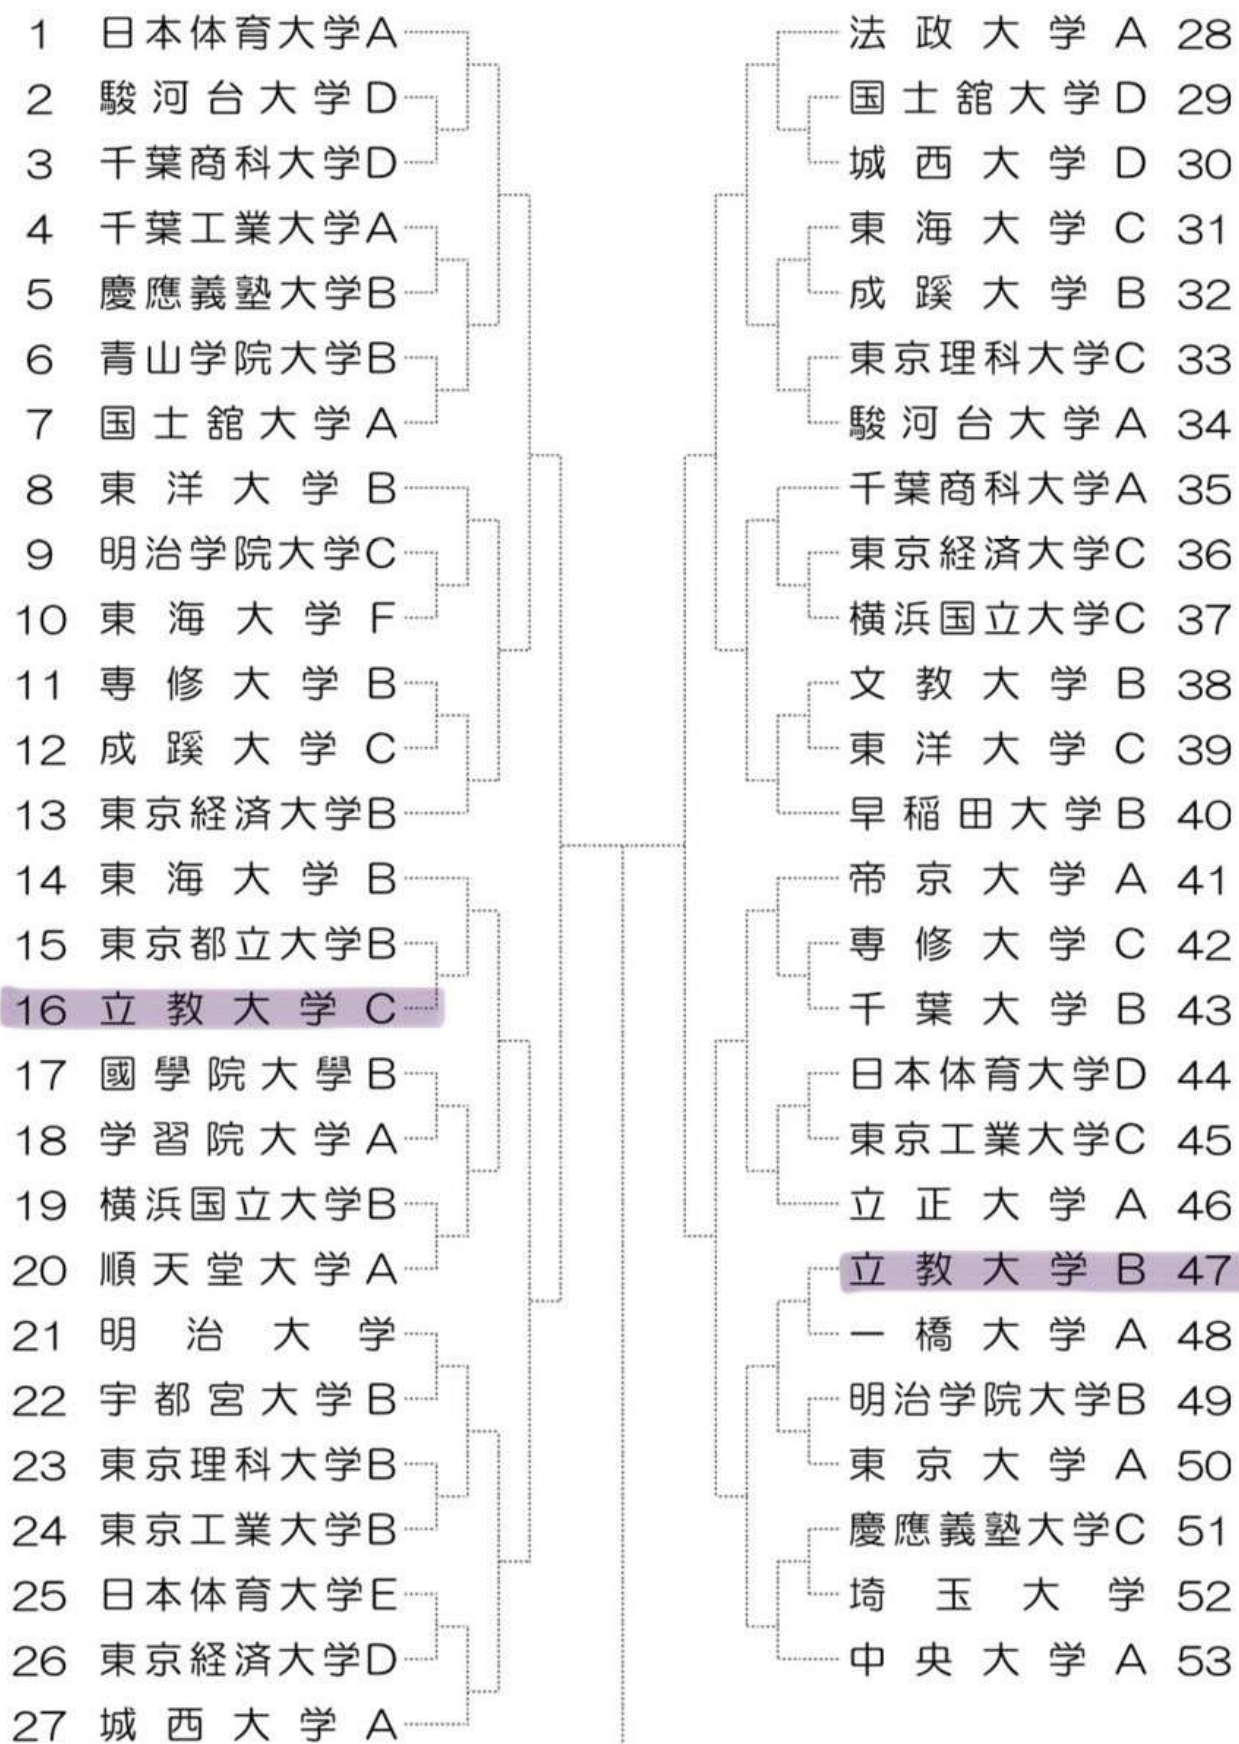 1 日本体育大学A
2 駿河台大学D
3 千葉商科大学D
4 千葉工業大学A
5 慶應義塾大学B
6 青山学院大学B
7 国士舘大学A
8 東洋大学B
9 明治学院大学C
10 東海大学F
11 専修大学B
12 成蹊大学C
13 東京経済大学B
14 東海大学B
15 東京都立大学B
16 立教大学C
17 國學院大學B
18 学習院大学A
19 横浜国立大学B
20 順天堂大学A
21 明治大学
22 宇都宮大学B
23 東京理科大学B
24 東京工業大学B
25 日本体育大学E
26 東京経済大学D
27 城西大学A
法政大学A 28
国士舘大学D 29
城西大学D 30
東海大学C 31
成蹊大学B 32
東京理科大学C 33
駿河台大学A 34
千葉商科大学A 35
東京経済大学C 36
横浜国立大学C 37
文教大学B 38
東洋大学C 39
早稲田大学B 40
帝京大学A 41
専修大学C 42
千葉大学B 43
日本体育大学D 44
東京工業大学C 45
立正大学A 46
立教大学B 47
一橋大学A 48
明治学院大学B 49
東京大学A 50
慶應義塾大学C 51
埼玉大学 52
中央大学A 53